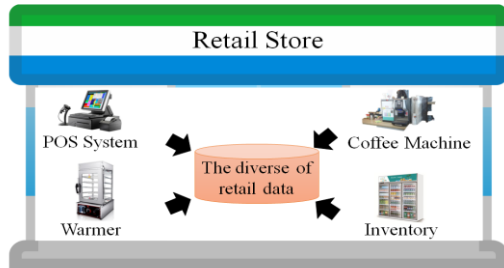 Retail Store
POS System
Coffee Machine
The diverse of
retail data
Warmer
Inventory